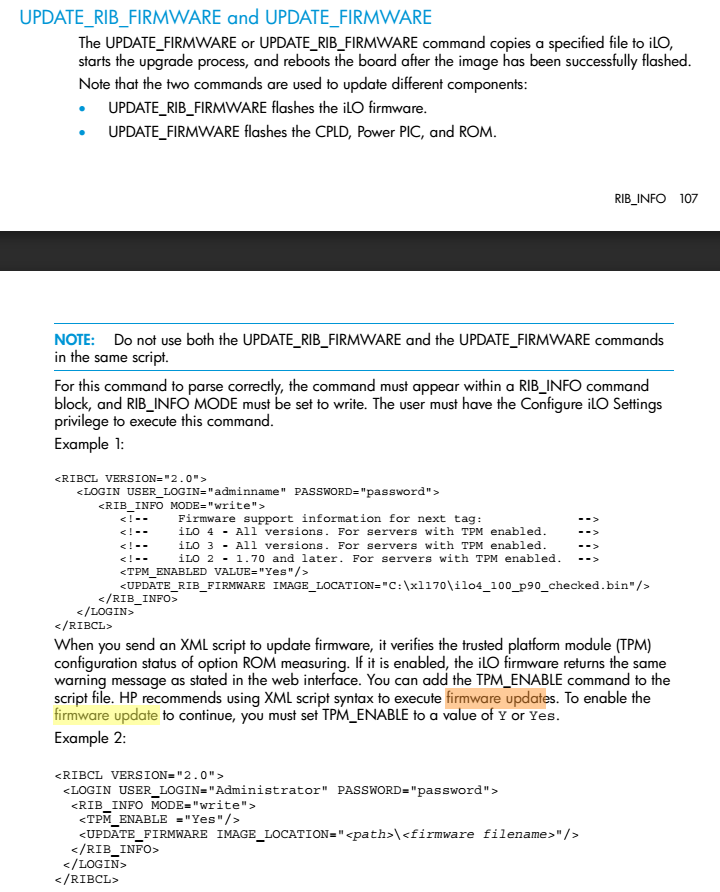 UPDATE_RIB_FIRMWARE and UPDATE_FIRMWARE
The UPDATE_FIRMWARE or UPDATE_RIB_FIRMWARE command copies a specified file to iLO,
starts the upgrade process, and reboots the board after the image has been successfully flashed.
Note that the two commands are used to update different components:
• UPDATE_RIB_FIRMWARE flashes the iLO firmware.
• UPDATE_FIRMWARE flashes the CPLD, Power PIC, and ROM.
RIB_INFO 107
NOTE: Do not use both the UPDATE_RIB_FIRMWARE and the UPDATE_FIRMWARE commands
in the same script.
For this command to parse correctly, the command must appear within a RIB_INFO command
block, and RIB_INFO MODE must be set to write. The user must have the Configure iLO Settings
privilege to execute this command.
Example 1:
<RIBCL VERSION="2.0">
<LOGIN USER_LOGIN="adminname" PASSWORD="password">
<RIB_INFO MODE="write">
<!-- Firmware support information for next tag: -->
<!-- iLO 4 - All versions. For servers with TPM enabled. -->
<!-- iLO 3 - All versions. For servers with TPM enabled. -->
<!-- iLO 2 - 1.70 and later. For servers with TPM enabled. -->
<TPM_ENABLED VALUE="Yes"/>
<UPDATE_RIB_FIRMWARE IMAGE_LOCATION="C:\xl170\ilo4_100_p90_checked.bin"/>
</RIB_INFO>
</LOGIN>
</RIBCL>
When you send an XML script to update firmware, it verifies the trusted platform module (TPM)
configuration status of option ROM measuring. If it is enabled, the iLO firmware returns the same
warning message as stated in the web interface. You can add the TPM_ENABLE command to the
script file. HP recommends using XML script syntax to execute firmware updates. To enable the
firmware update to continue, you must set TPM_ENABLE to a value of Y or Yes.
Example 2:
<RIBCL VERSION="2.0">
<LOGIN USER_LOGIN="Administrator" PASSWORD="password">
<RIB_INFO MODE="write">
<TPM_ENABLE ="Yes"/>
<UPDATE_FIRMWARE IMAGE_LOCATION="<path>\<firmware filename>"/>
</RIB_INFO>
</LOGIN>
</RIBCL>